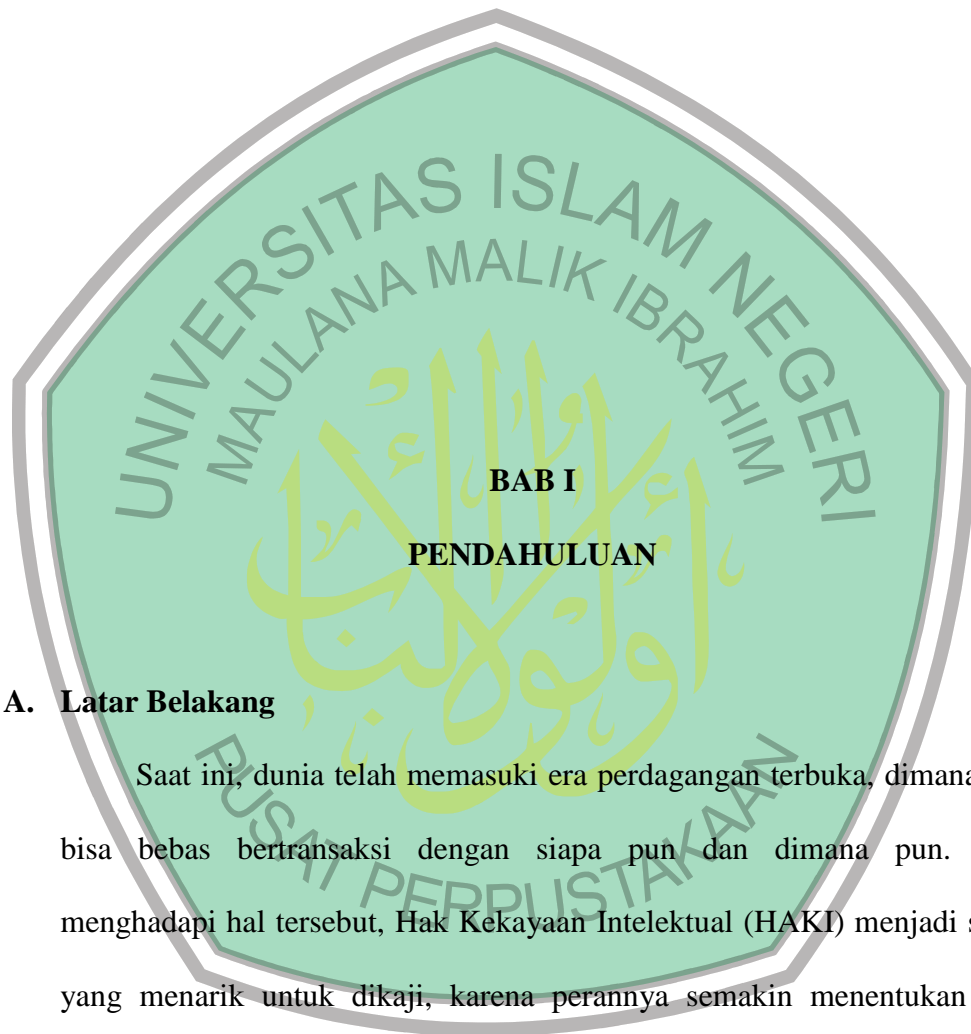 UNIVERSITAS ISLAM NEGERI
MAULANA MALIK IBRAHIM
BAB I
PENDAHULUAN
A. Latar Belakang
Saat ini, dunia telah memasuki era perdagangan terbuka, dimana
bisa bebas bertransaksi dengan siapa pun dan dimana pun.
menghadapi hal tersebut, Hak Kekayaan Intelektual (HAKI) menjadi
yang menarik untuk dikaji, karena perannya semakin menentukan
PUSAT PERPUSTAKAAN